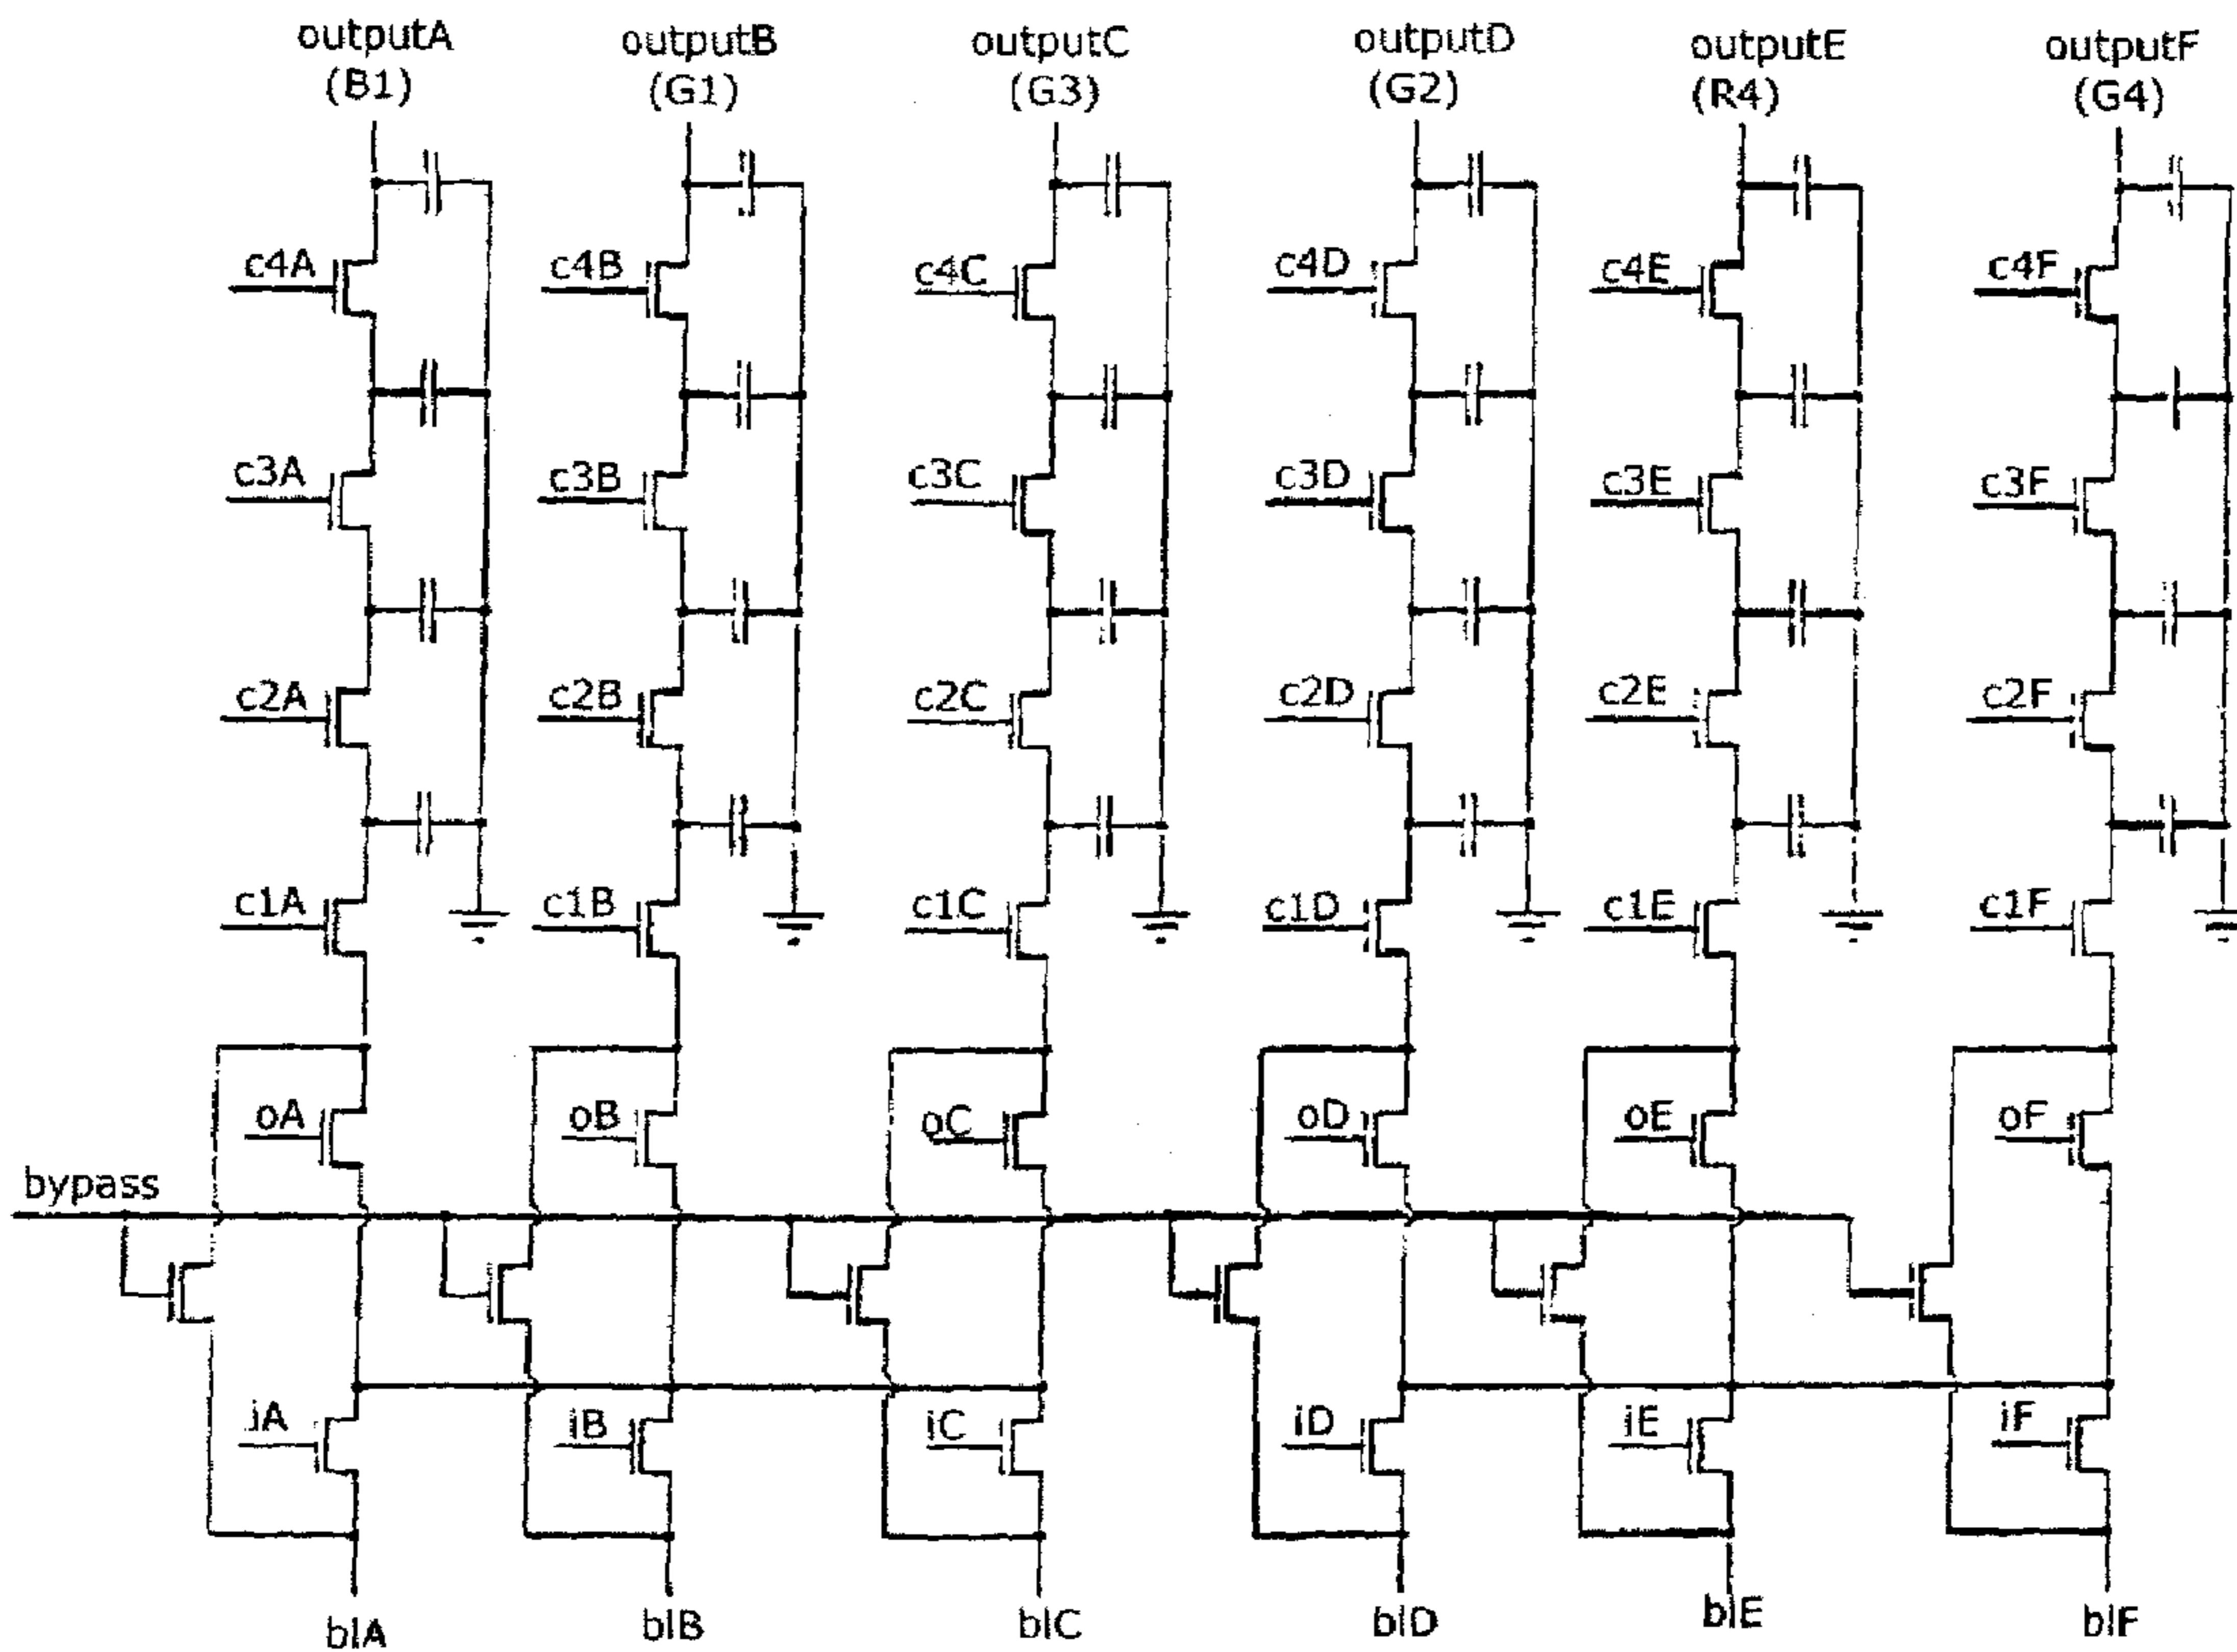 outputA outputB outputC outputD outputE outputF
(B1) (G1) (G3) (G2) (R4) (G4)
c4A c4B c4C c4D c4E c4F
c3A c3B c3C c3D c3E c3F
c2A c2B c2C c2D c2E c2F
c1A c1B c1C c1D c1E c1F
oA oB oC oD oE oF
bypass
iA iB iC iD iE iF
blA blB blC blD blE blF